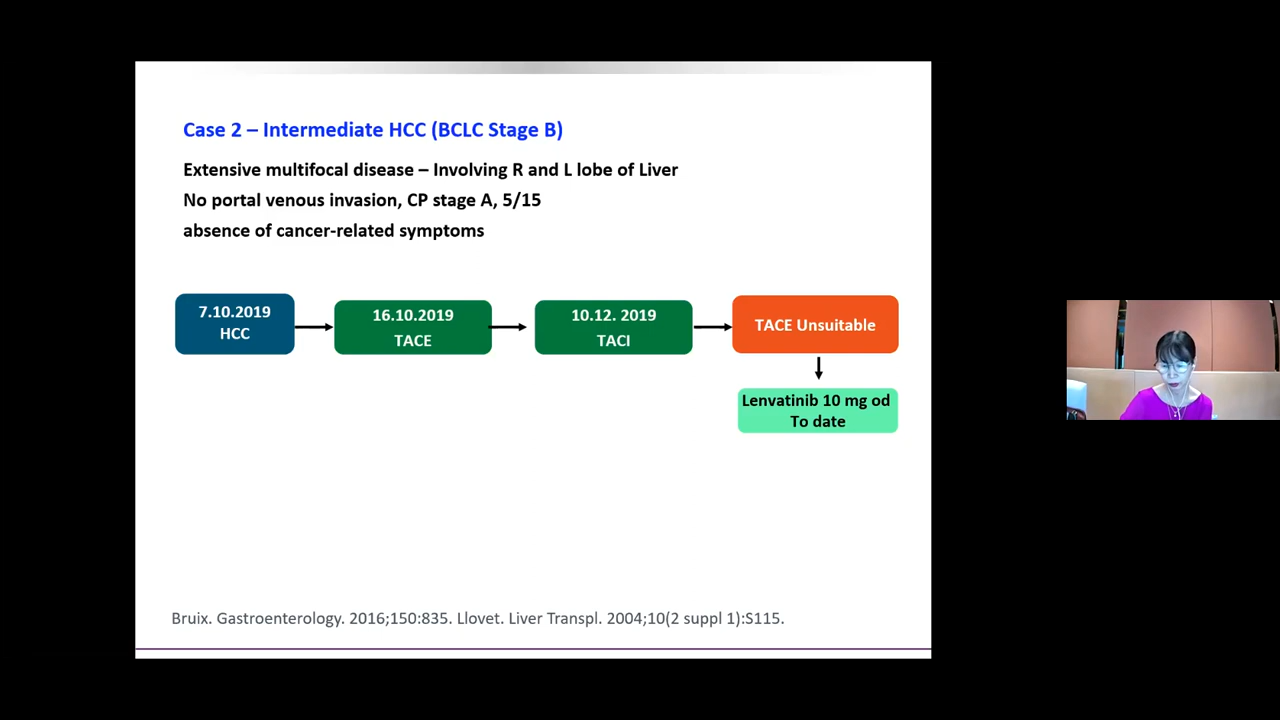 Case 2 – Intermediate HCC (BCLC Stage B)
Extensive multifocal disease – Involving R and L lobe of Liver
No portal venous invasion, CP stage A, 5/15
absence of cancer-related symptoms
7.10.2019
HCC
16.10.2019
TACE
10.12. 2019
TACI
TACE Unsuitable
Lenvatinib 10 mg od
To date
Bruix. Gastroenterology. 2016;150:835. Llovet. Liver Transpl. 2004;10(2 suppl 1):S115.